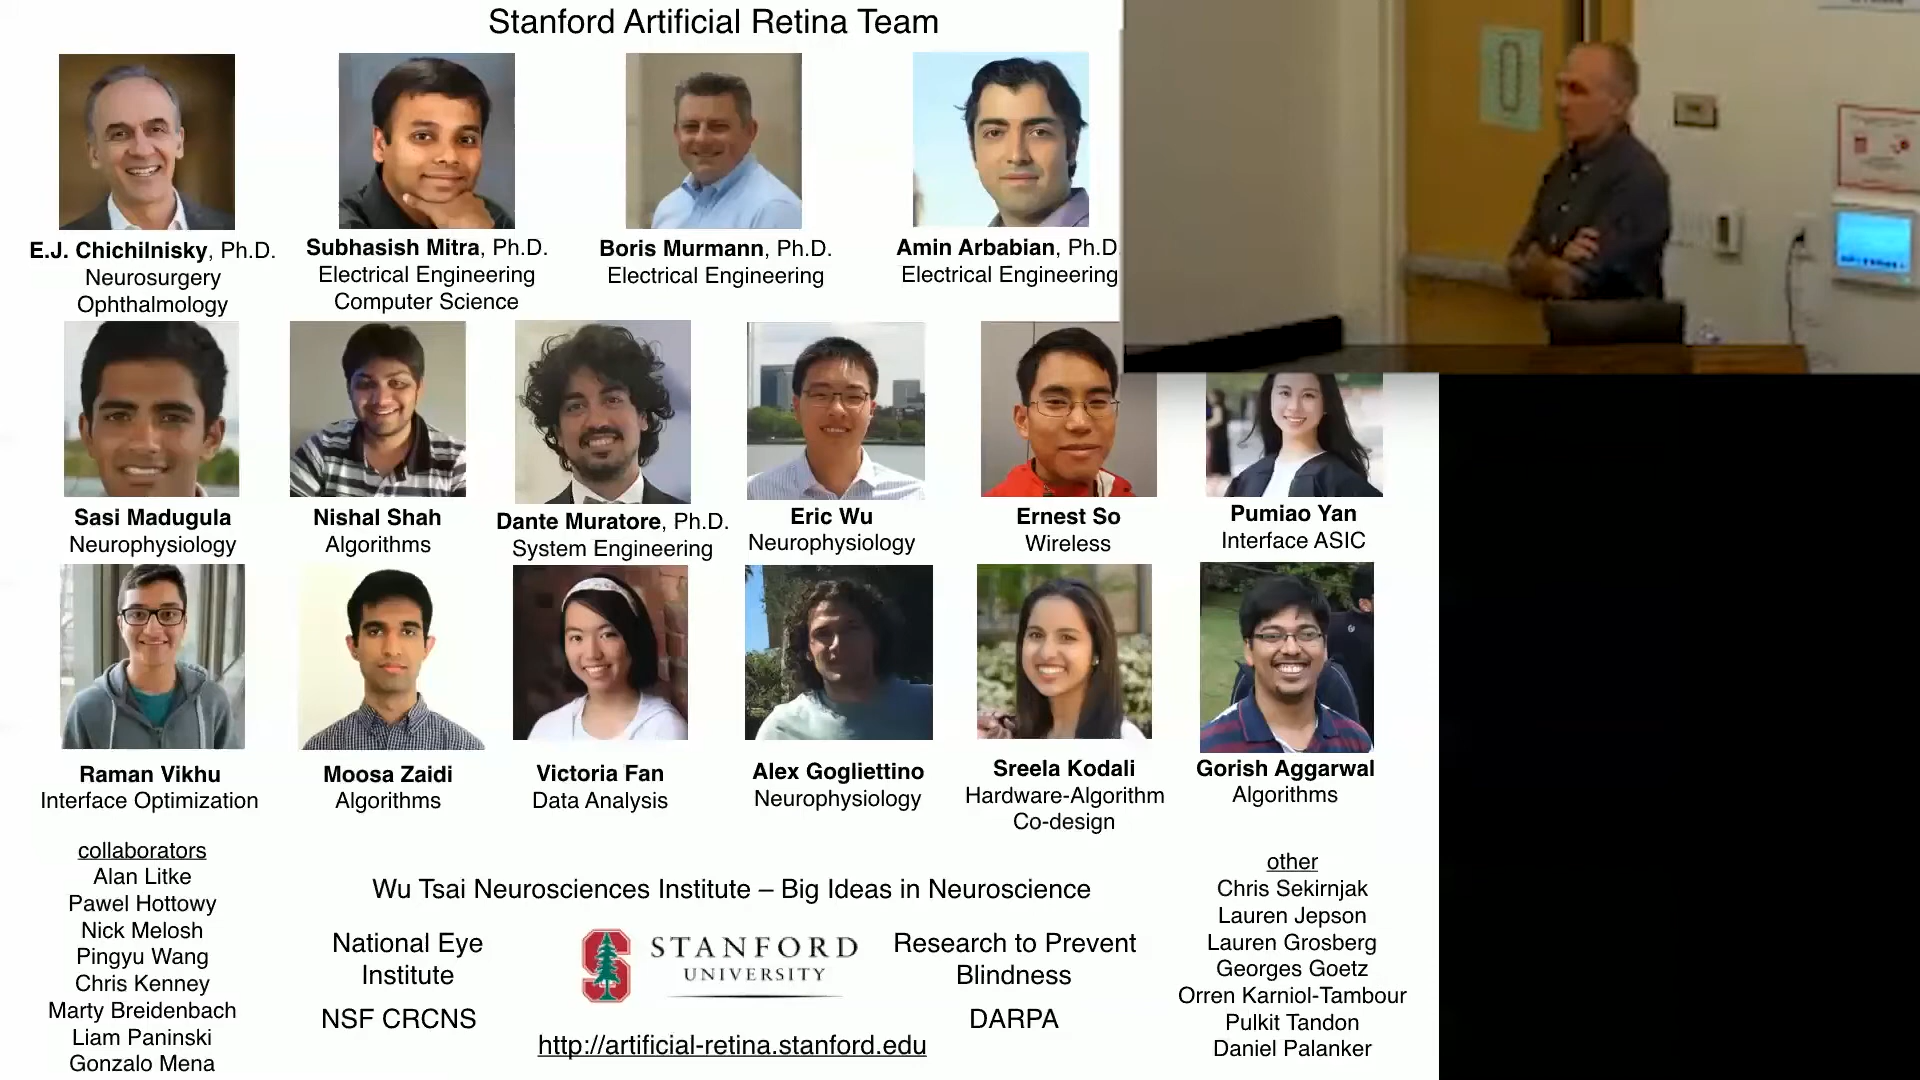 Stanford Artificial Retina Team
E.J. Chichilnisky, Ph.D.
Neurosurgery
Ophthalmology
Subhasish Mitra, Ph.D.
Electrical Engineering
Computer Science
Boris Murmann, Ph.D.
Electrical Engineering
Amin Arbabian, Ph.D
Electrical Engineering
Sasi Madugula
Neurophysiology
Nishal Shah
Algorithms
Dante Muratore, Ph.D.
System Engineering
Eric Wu
Neurophysiology
Ernest So
Wireless
Pumiao Yan
Interface ASIC
Raman Vikhu
Interface Optimization
Moosa Zaidi
Algorithms
Victoria Fan
Data Analysis
Alex Gogliettino
Neurophysiology
Sreela Kodali
Hardware-Algorithm
Co-design
Gorish Aggarwal
Algorithms
collaborators
Alan Litke
Pawel Hottowy
Nick Melosh
Pingyu Wang
Chris Kenney
Marty Breidenbach
Liam Paninski
Gonzalo Mena
Wu Tsai Neurosciences Institute – Big Ideas in Neuroscience
National Eye
Institute
NSF CRCNS
STANFORD
UNIVERSITY
http://artificial-retina.stanford.edu
Research to Prevent
Blindness
DARPA
other
Chris Sekirnjak
Lauren Jepson
Lauren Grosberg
Georges Goetz
Orren Karniol-Tambour
Pulkit Tandon
Daniel Palanker